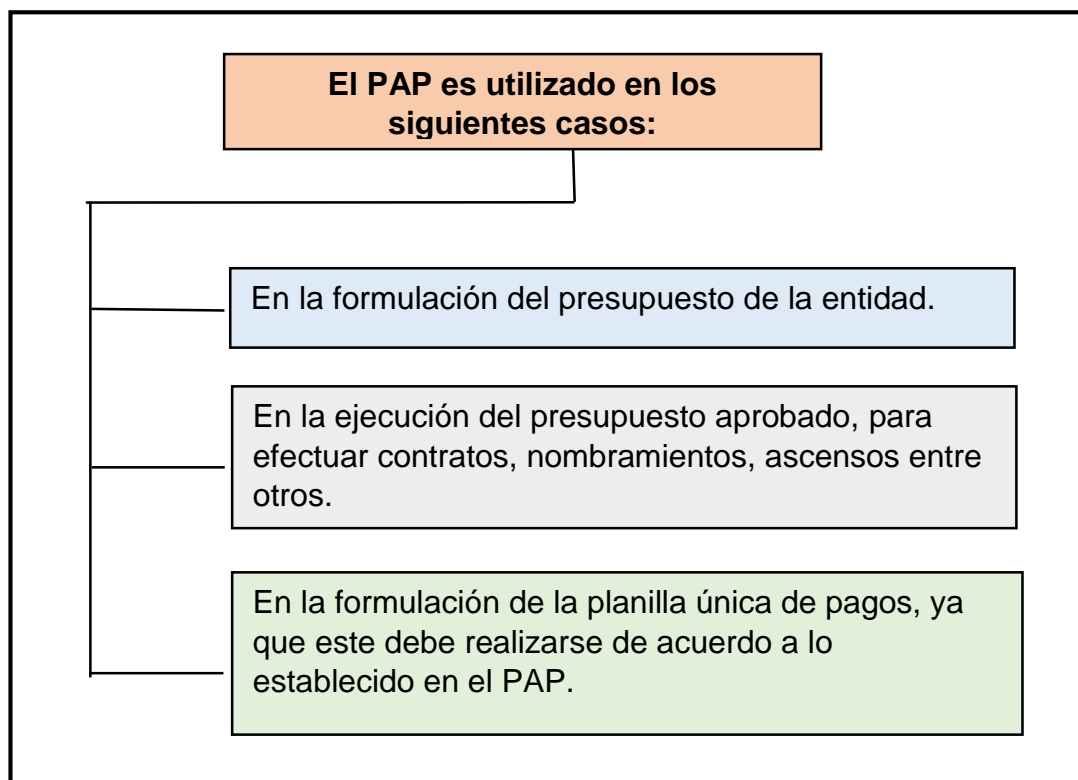 El PAP es utilizado en los
siguientes casos:
En la formulación del presupuesto de la entidad.
En la ejecución del presupuesto aprobado, para
efectuar contratos, nombramientos, ascensos entre
otros.
En la formulación de la planilla única de pagos, ya
que este debe realizarse de acuerdo a lo
establecido en el PAP.